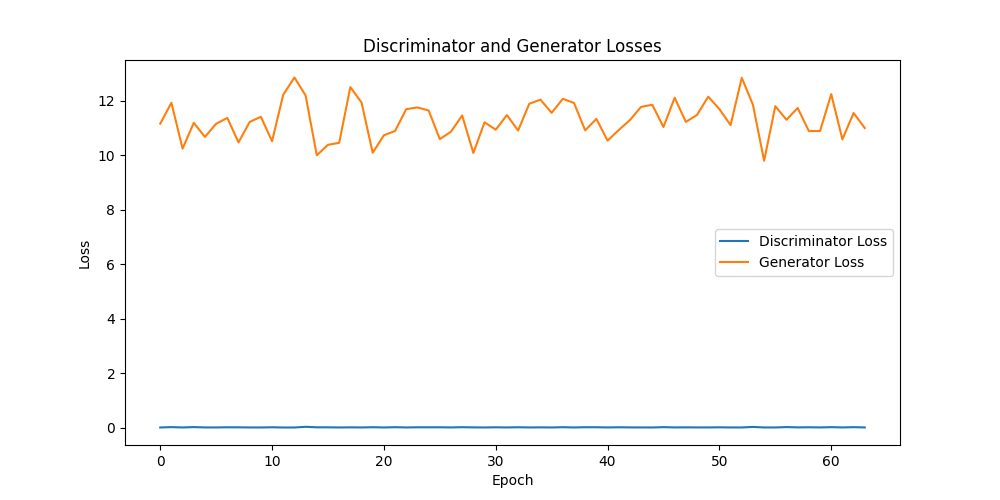 Discriminator and Generator Losses
12
10
8
6
4
2
0
Loss
Discriminator Loss
Generator Loss
0 10 20 30 40 50 60
Epoch